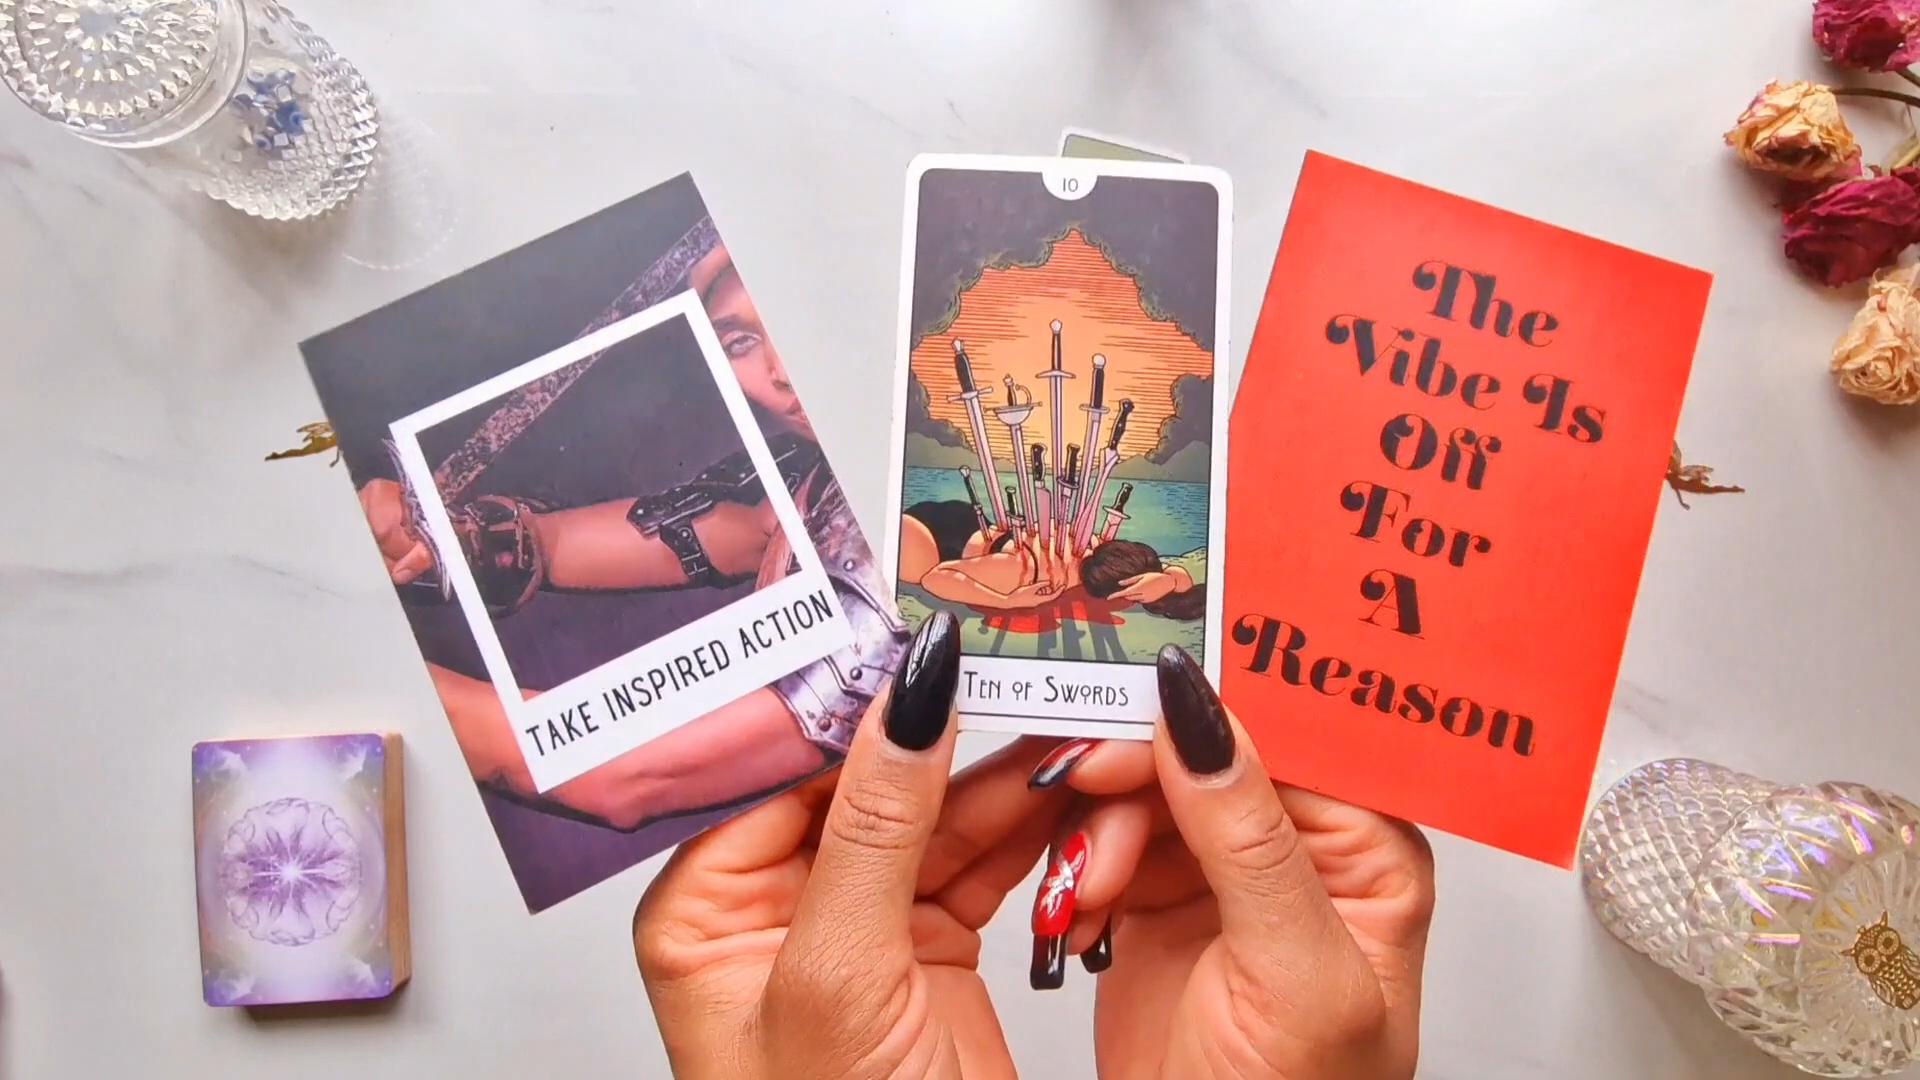 TAKE INSPIRED ACTION
10
TEN OF SWORDS
The
Vibe Is
Off
For
A
Reason